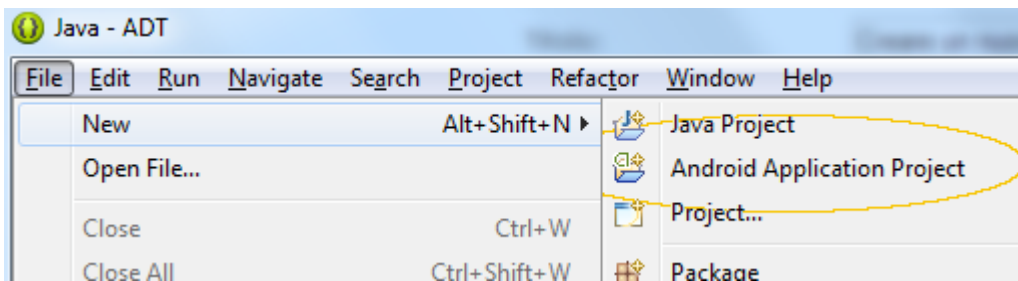 Java - ADT
File Edit Run Navigate Search Project Refactor Window Help
New Alt+Shift+N Java Project
Open File... Android Application Project
Project...
Close Ctrl+W
Close All Ctrl+Shift+W Package